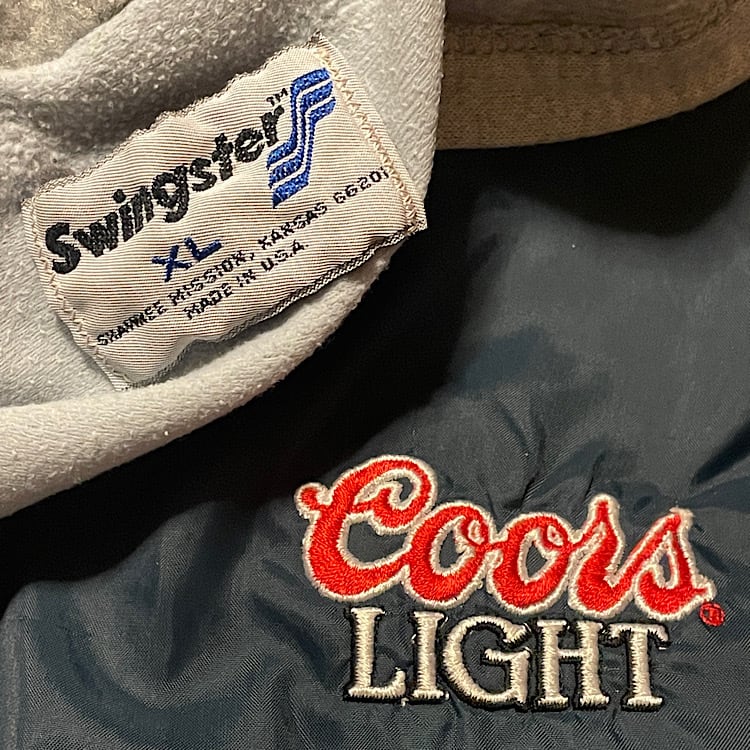 Swingster™
XL
SHAWNEE MISSION, KANSAS 66201
MADE IN U.S.A.
Coors®
LIGHT